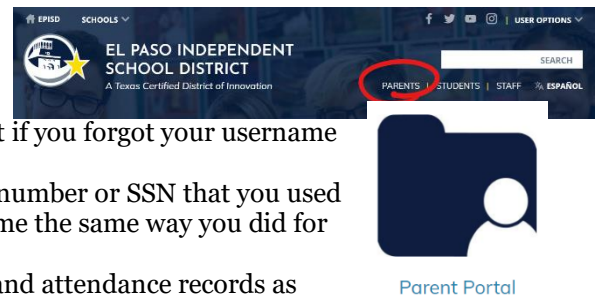 EPISD SCHOOLS USER OPTIONS
EL PASO INDEPENDENT
SCHOOL DISTRICT
A Texas Certified District of Innovation
SEARCH
PARENTS | STUDENTS | STAFF ESPAÑOL
t if you forgot your username
number or SSN that you used
me the same way you did for
and attendance records as
Parent Portal